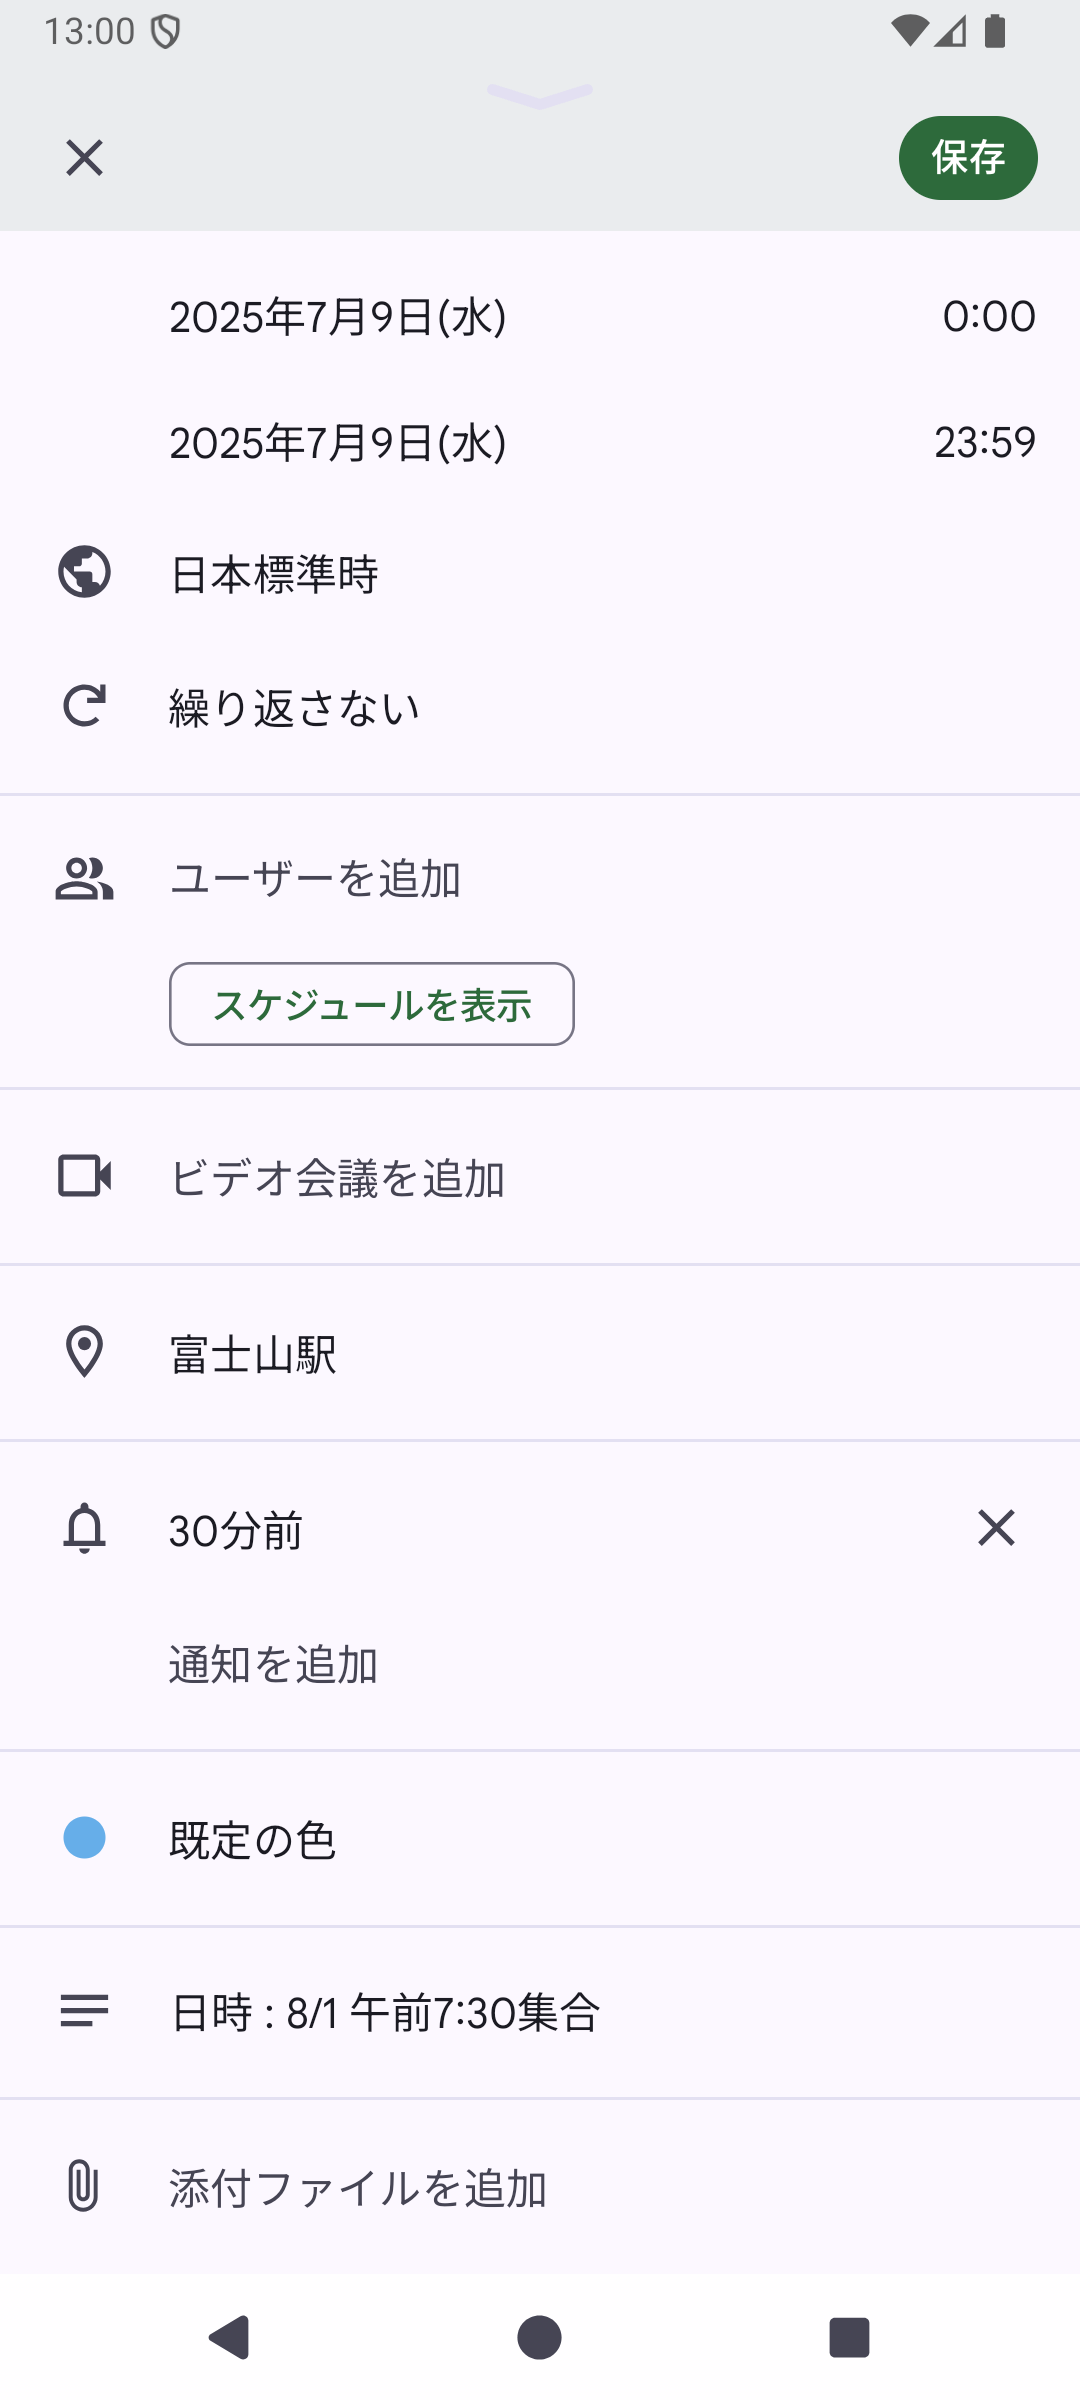 13:00
保存
2025年7月9日(水) 0:00
2025年7月9日(水) 23:59
日本標準時
繰り返さない
ユーザーを追加
スケジュールを表示
ビデオ会議を追加
富士山駅
30分前
通知を追加
既定の色
日時 : 8/1 午前7:30集合
添付ファイルを追加